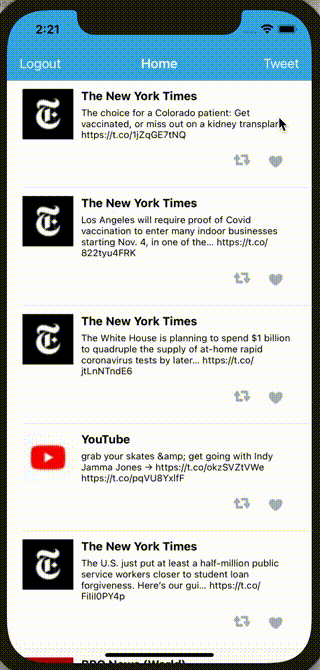 2:21
Logout Home Tweet
The New York Times
The choice for a Colorado patient: Get
vaccinated, or miss out on a kidney transplant
https://t.co/1jZqGE7tNQ
The New York Times
Los Angeles will require proof of Covid
vaccination to enter many indoor businesses
starting Nov. 4, in one of the… https://t.co/
822tyu4FRK
The New York Times
The White House is planning to spend $1 billion
to quadruple the supply of at-home rapid
coronavirus tests by later… https://t.co/
jtLnNTndE6
YouTube
grab your skates &amp; get going with Indy
Jamma Jones → https://t.co/okzSVZtVWe
https://t.co/pqVU8YxlfF
The New York Times
The U.S. just put at least a half-million public
service workers closer to student loan
forgiveness. Here's our gui… https://t.co/
FiliI0PY4p
BBC News (World)